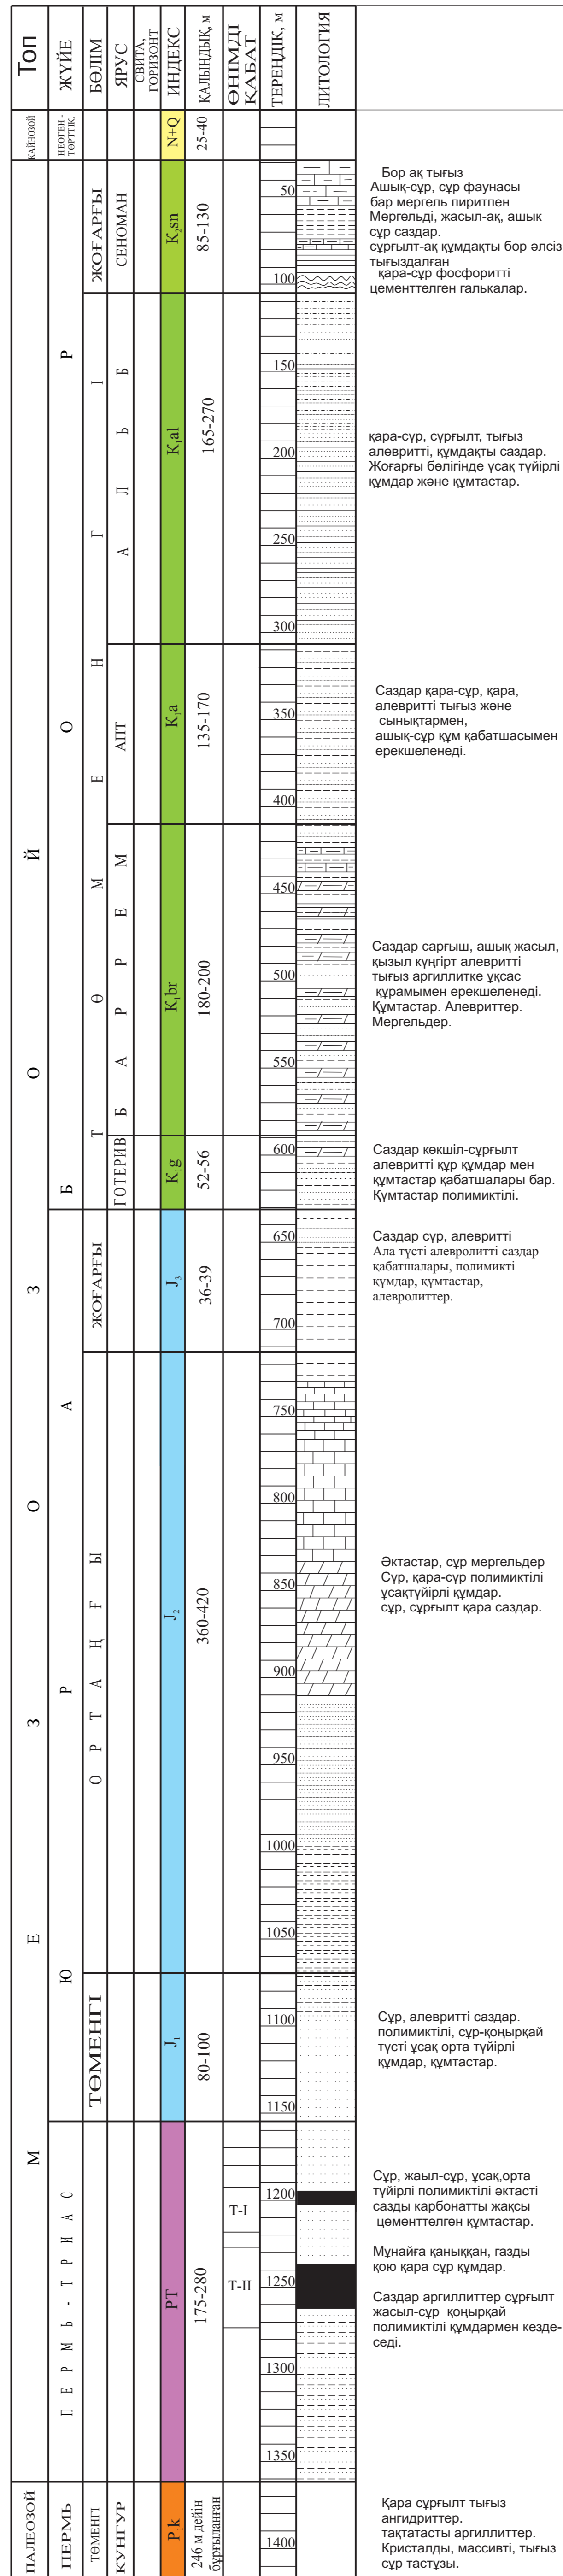 Топ
ЖҮЙЕ
БӨЛІМ
ЯРУС
СВИТА,
ГОРИЗОНТ
ИНДЕКС
ҚАЛЫҢДЫҚ, м
ӨНІМДІ
ҚАБАТ
ТЕРЕҢДІК, м
ЛИТОЛОГИЯ
КАЙНОЗОЙ
НЕОГЕН -
ТӨРТТІК.
N+Q
25-40
МЕЗОЗОЙ
БОР
ЖОҒАРҒЫ
СЕНОМАН
K₂sn
85-130
50
100
Бор ақ тығыз
Ашық-сұр, сұр фаунасы
бар мергель пиритпен
Мергельді, жасыл-ақ, ашык
сұр саздар.
сұрғылт-ақ құмдақты бор әлсіз
тығыздалған
қара-сұр фосфоритті
цементтелген галькалар.
ТӨМЕНГІ
АЛЬБ
K₁al
165-270
150
200
250
300
қара-сұр, сұрғылт, тығыз
алевритті, құмдақты саздар.
Жоғарғы бөлігінде ұсақ түйірлі
құмдар және құмтастар.
АПТ
K₁a
135-170
350
400
Саздар қара-сұр, қара,
алевритті тығыз және
сынықтармен,
ашық-сұр құм қабатшасымен
ерекшеленеді.
БАРРЕМ
K₁br
180-200
450
500
550
Саздар сарғыш, ашық жасыл,
қызыл күңгірт алевритті
тығыз аргиллитке ұқсас
құрамымен ерекшеленеді.
Құмтастар. Алевриттер.
Мергельдер.
ГОТЕРИВ
K₁g
52-56
600
Саздар көкшіл-сұрғылт
алевритті құр құмдар мен
құмтастар қабатшалары бар.
Құмтастар полимиктілі.
ЮРА
ЖОҒАРҒЫ
J₃
36-39
650
700
Саздар сұр, алевритті
Ала түсті алевролитті саздар
қабатшалары, полимикті
құмдар, құмтастар,
алевролиттер.
ОРТАҢҒЫ
J₂
360-420
750
800
850
900
950
1000
1050
Әктастар, сұр мергельдер
Сұр, қара-сұр полимиктілі
ұсақтүйірлі құмдар.
сұр, сұрғылт қара саздар.
ТӨМЕНГІ
J₁
80-100
1100
1150
Сұр, алевритті саздар.
полимиктілі, сұр-қоңырқай
түсті ұсақ орта түйірлі
құмдар, құмтастар.
ПЕРМЬ-ТРИАС
PT
175-280
Т-I
Т-II
1200
1250
1300
1350
Сұр, жаыл-сұр, ұсақ,орта
түйірлі полимиктілі әктасті
сазды карбонатты жақсы
цементтелген құмтастар.
Мұнайға қаныққан, газды
қою қара сұр құмдар.
Саздар аргиллиттер сұрғылт
жасыл-сұр қоңырқай
полимиктілі құмдармен кезде-
седі.
ПАЛЕОЗОЙ
ПЕРМЬ
ТӨМЕНГІ
КУНГУР
P₁k
246 м дейін
бұрғыланған
1400
Қара сұрғылт тығыз
ангидриттер.
тақтатасты аргиллиттер.
Кристалды, массивті, тығыз
сұр тастұзы.